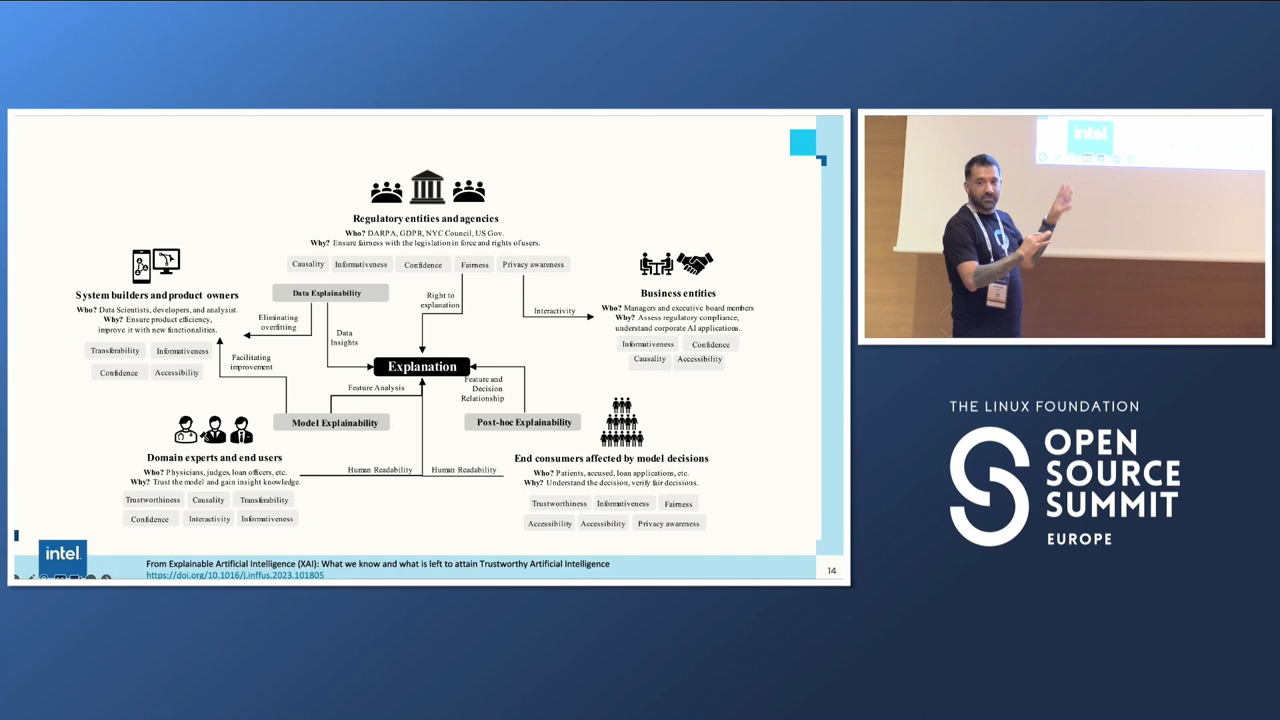 Regulatory entities and agencies
Who? DARPA, GDPR, NYC Council, US Gov.
Why? Ensure fairness with the legislation in force and rights of users.
Causality
Informativeness
Confidence
Fairness
Privacy awareness
Data Explainability
System builders and product owners
Who? Data Scientists, developers, and analyst.
Why? Ensure product efficiency,
improve it with new functionalities.
Transferability
Informativeness
Confidence
Accessibility
Eliminating
overfitting
Data
Insights
Facilitating
improvement
Right to
explanation
Interactivity
Business entities
Who? Managers and executive board members
Why? Assess regulatory compliance,
understand corporate AI applications.
Informativeness
Confidence
Causality
Accessibility
Explanation
Feature Analysis
Feature and
Decision
Relationship
Model Explainability
Post-hoc Explainability
Domain experts and end users
Who? Physicians, judges, loan officers, etc.
Why? Trust the model and gain insight knowledge.
Trustworthiness
Causality
Transferability
Confidence
Interactivity
Informativeness
Human Readability
Human Readability
End consumers affected by model decisions
Who? Patients, accused, loan applications, etc.
Why? Understand the decision, verify fair decisions.
Trustworthiness
Informativeness
Fairness
Accessibility
Accessibility
Privacy awareness
intel.
From Explainable Artificial Intelligence (XAI): What we know and what is left to attain Trustworthy Artificial Intelligence
https://doi.org/10.1016/j.inffus.2023.101805
14
intel
THE LINUX FOUNDATION
OPEN
SOURCE
SUMMIT
EUROPE